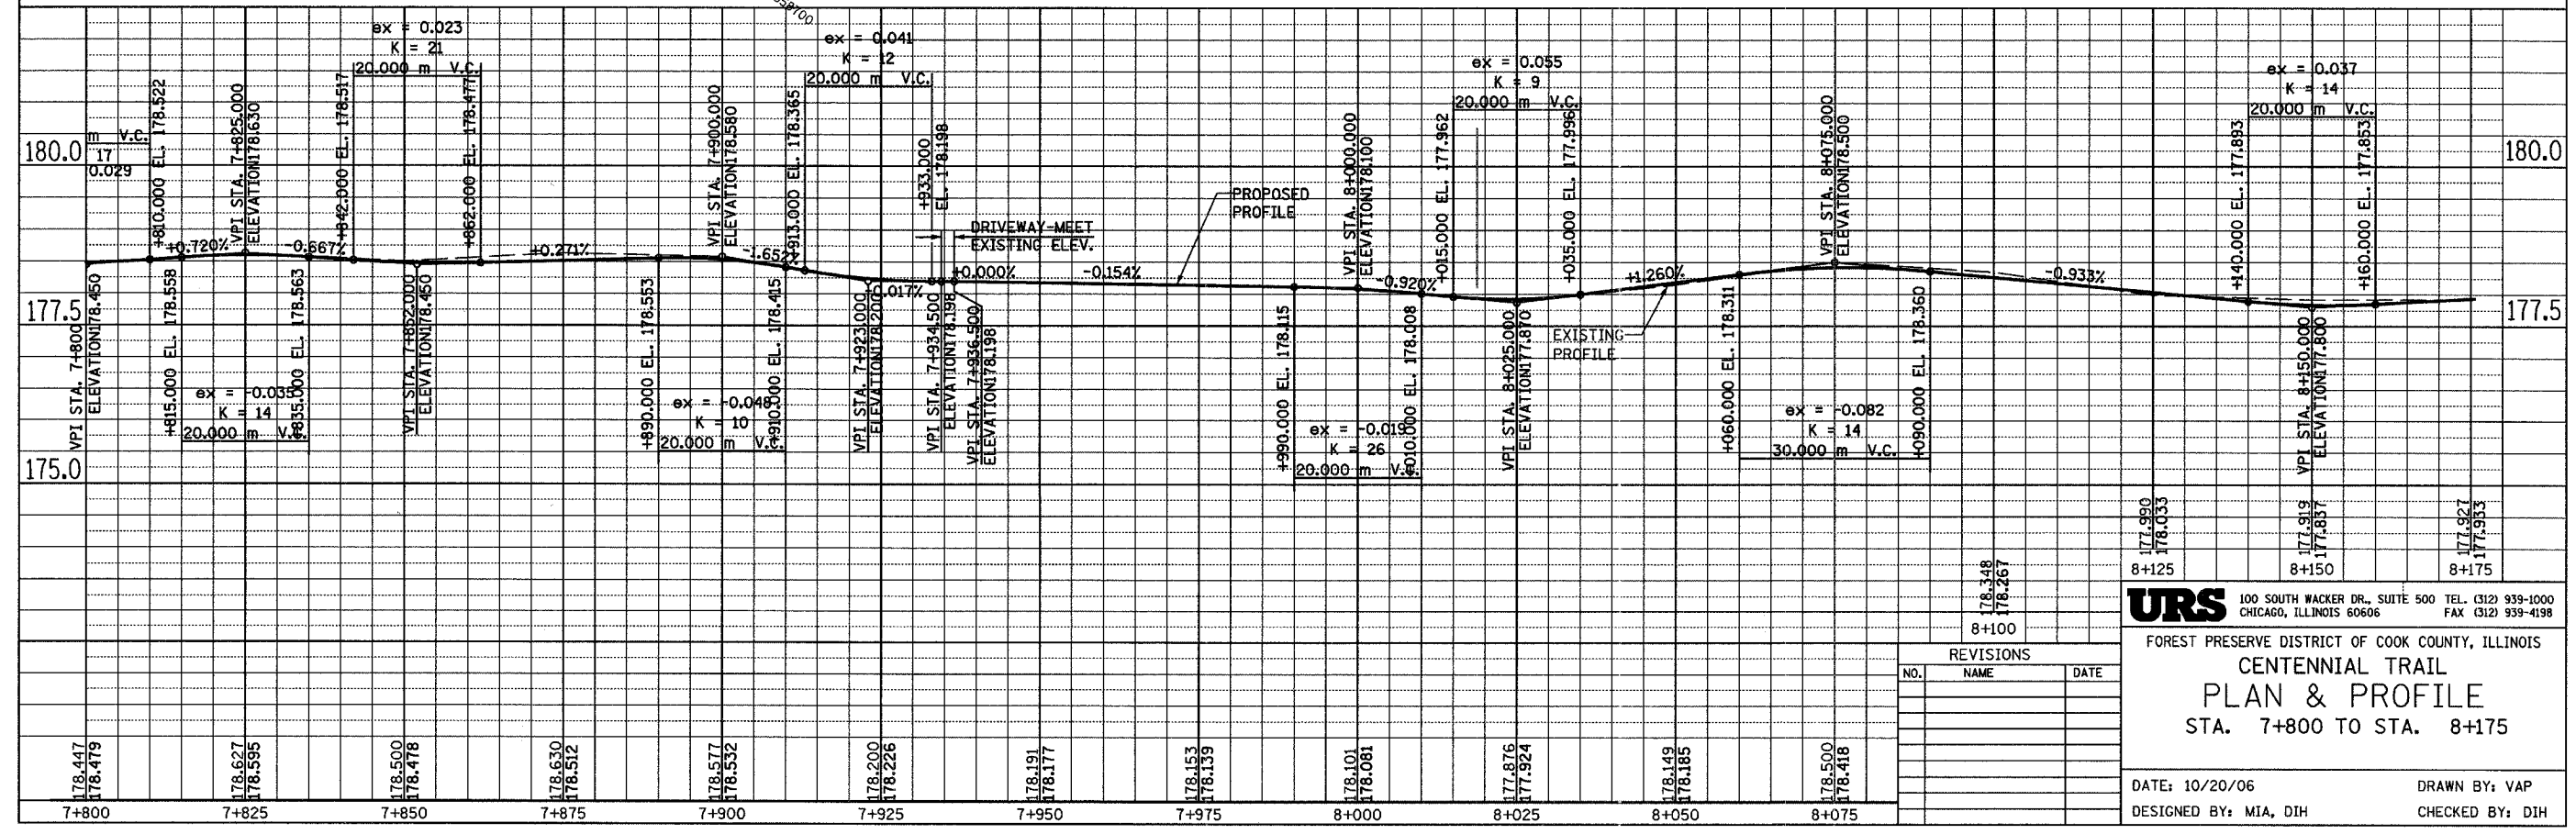 ex = 0.023
K = 21
20.000 m V.C.
ex = 0.041
K = 12
20.000 m V.C.
ex = 0.055
K = 9
20.000 m V.C.
ex = 0.037
K = 14
20.000 m V.C.
m V.C.
17
0.029
180.0
180.0
+810.000 EL. 178.522
VPI STA. 7+825.000
ELEVATION178.630
+842.000 EL. 178.517
+862.000 EL. 178.477
VPI STA. 7+900.000
ELEVATION178.580
+913.000 EL. 178.365
+933.000
EL. 178.198
VPI STA. 8+000.000
ELEVATION178.100
+015.000 EL. 177.962
+035.000 EL. 177.996
VPI STA. 8+075.000
ELEVATION178.500
+140.000 EL. 177.893
+160.000 EL. 177.853
PROPOSED
PROFILE
DRIVEWAY-MEET
EXISTING ELEV.
+0.720%
-0.667%
+0.271%
-1.652%
+0.000%
-0.154%
-0.920%
+1.260%
-0.933%
177.5
177.5
VPI STA. 7+800
ELEVATION178.450
+815.000 EL. 178.558
+835.000 EL. 178.563
VPI STA. 7+852.000
ELEVATION178.450
+890.000 EL. 178.553
+910.000 EL. 178.415
VPI STA. 7+923.000
ELEVATION178.200
VPI STA. 7+934.500
ELEVATION178.198
VPI STA. 7+936.500
ELEVATION178.198
+990.000 EL. 178.115
+010.000 EL. 178.008
VPI STA. 8+025.000
ELEVATION177.870
EXISTING
PROFILE
+060.000 EL. 178.311
+090.000 EL. 178.360
VPI STA. 8+150.000
ELEVATION177.800
ex = -0.035
K = 14
20.000 m V.C.
ex = -0.048
K = 10
20.000 m V.C.
ex = -0.019
K = 26
20.000 m V.C.
ex = -0.082
K = 14
30.000 m V.C.
175.0
177.990
178.033
8+125
177.919
177.837
8+150
177.927
177.933
8+175
178.348
178.267
8+100
178.447
178.479
7+800
178.627
178.595
7+825
178.500
178.478
7+850
178.630
178.512
7+875
178.577
178.532
7+900
178.200
178.226
7+925
178.191
178.177
7+950
178.153
178.139
7+975
178.101
178.081
8+000
177.876
177.924
8+025
178.149
178.185
8+050
178.500
178.418
8+075
REVISIONS
NO. NAME DATE
URS
100 SOUTH WACKER DR., SUITE 500 TEL. (312) 939-1000
CHICAGO, ILLINOIS 60606 FAX (312) 939-4198
FOREST PRESERVE DISTRICT OF COOK COUNTY, ILLINOIS
CENTENNIAL TRAIL
PLAN & PROFILE
STA. 7+800 TO STA. 8+175
DATE: 10/20/06 DRAWN BY: VAP
DESIGNED BY: MIA, DIH CHECKED BY: DIH